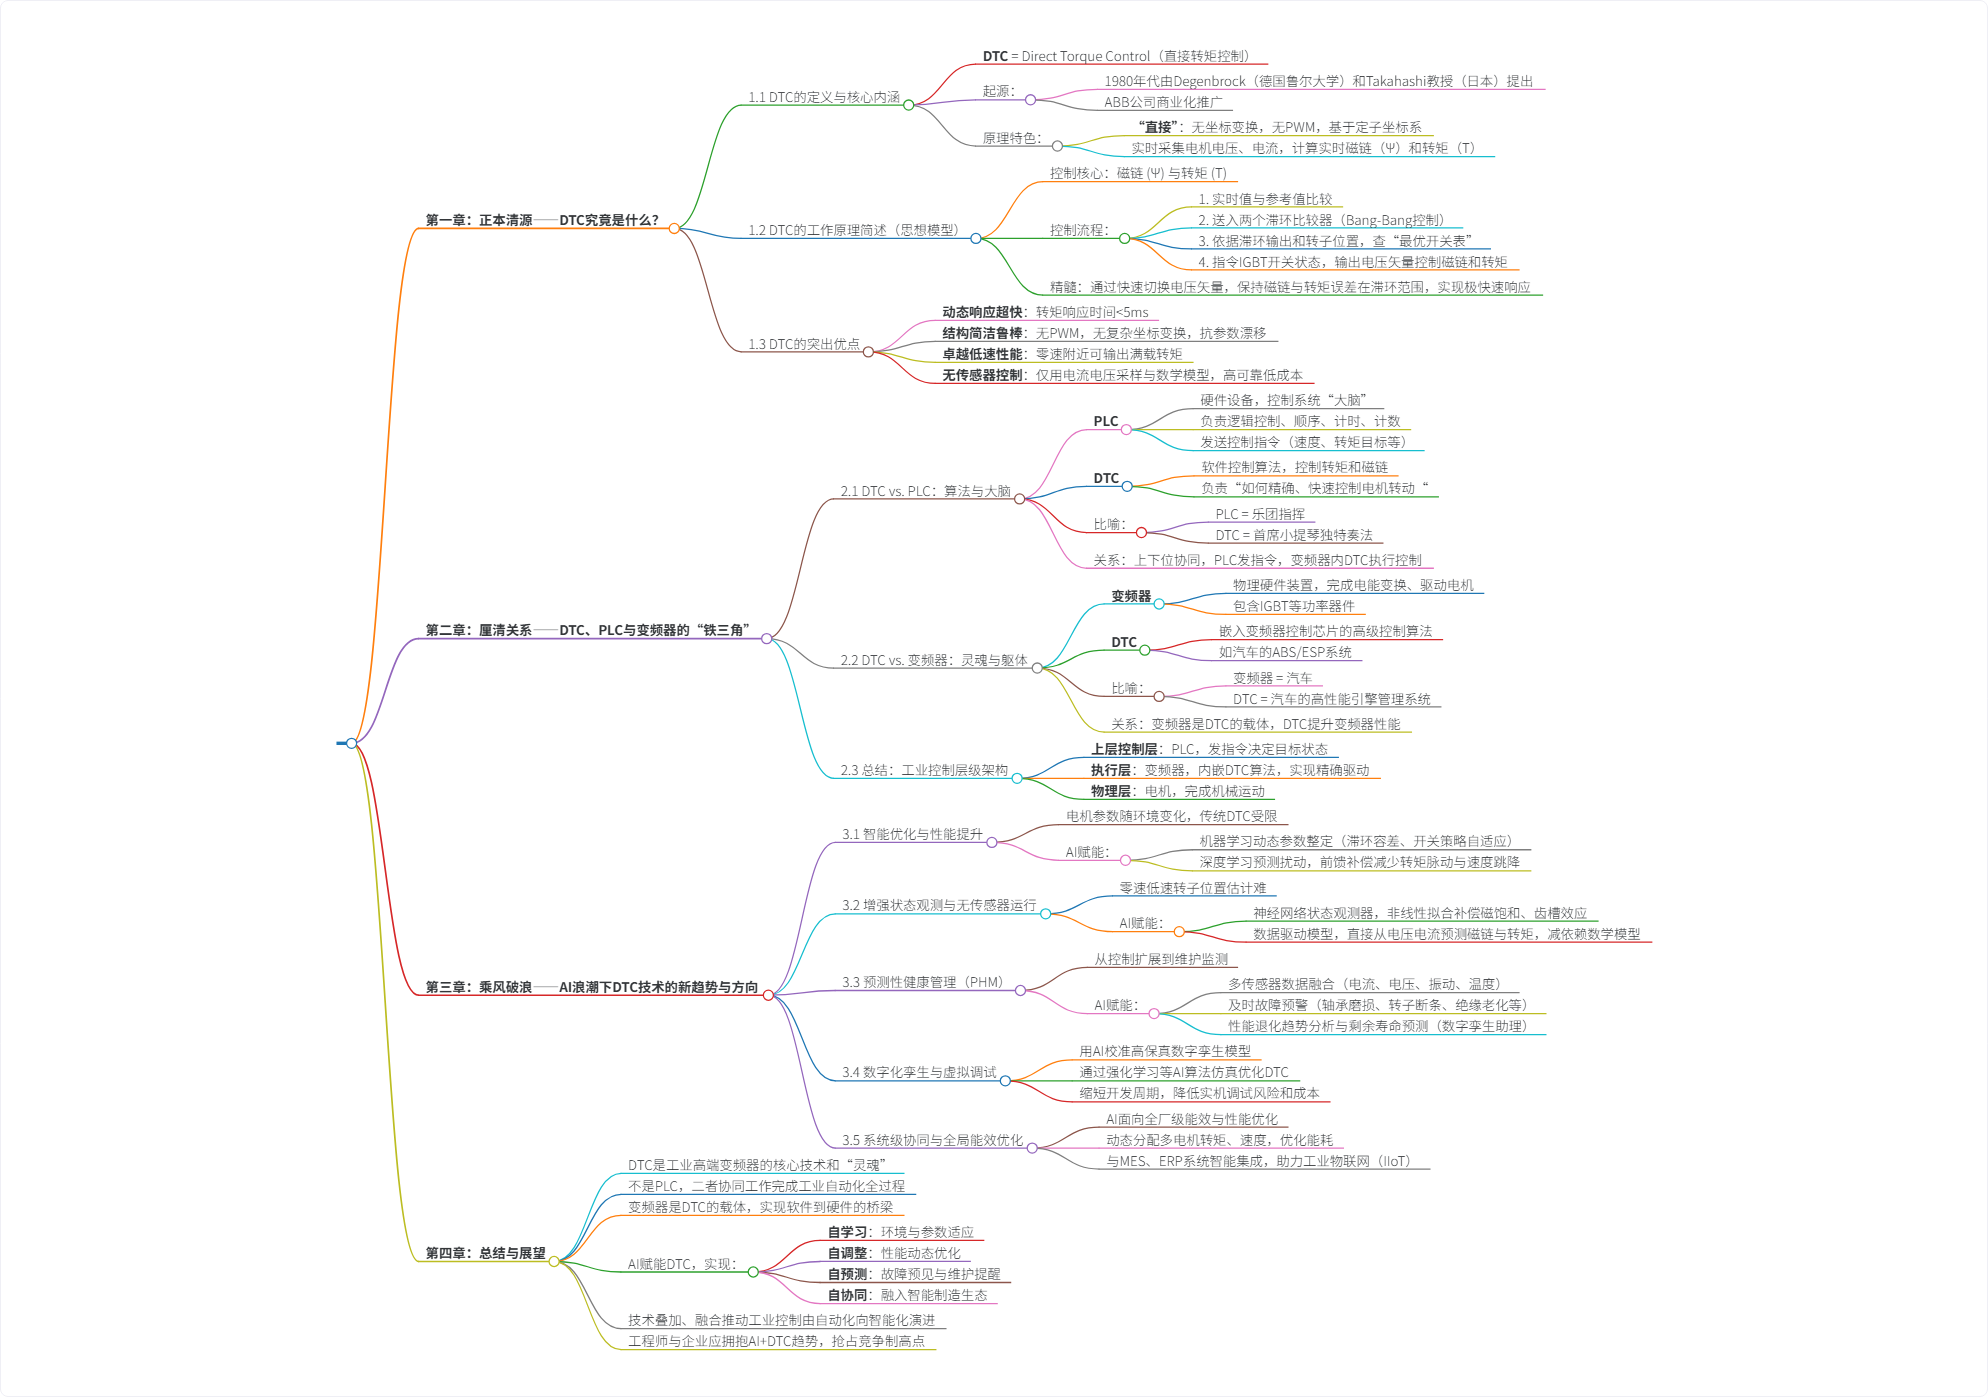 第一章：正本清源——DTC究竟是什么？
1.1 DTC的定义与核心内涵
DTC = Direct Torque Control（直接转矩控制）
起源：
1980年代由Degenbrock（德国鲁尔大学）和Takahashi教授（日本）提出
ABB公司商业化推广
原理特色：
“直接”：无坐标变换，无PWM，基于定子坐标系
实时采集电机电压、电流，计算实时磁链（Ψ）和转矩（T）
1.2 DTC的工作原理简述（思想模型）
控制核心：磁链 (Ψ) 与转矩 (T)
控制流程：
1. 实时值与参考值比较
2. 送入两个滞环比较器（Bang-Bang控制）
3. 依据滞环输出和转子位置，查“最优开关表”
4. 指令IGBT开关状态，输出电压矢量控制磁链和转矩
精髓：通过快速切换电压矢量，保持磁链与转矩误差在滞环范围，实现极快速响应
1.3 DTC的突出优点
动态响应超快：转矩响应时间<5ms
结构简洁鲁棒：无PWM，无复杂坐标变换，抗参数漂移
卓越低速性能：零速附近可输出满载转矩
无传感器控制：仅用电流电压采样与数学模型，高可靠低成本
第二章：厘清关系——DTC、PLC与变频器的“铁三角”
2.1 DTC vs. PLC：算法与大脑
PLC
硬件设备，控制系统“大脑”
负责逻辑控制、顺序、计时、计数
发送控制指令（速度、转矩目标等）
DTC
软件控制算法，控制转矩和磁链
负责“如何精确、快速控制电机转动“
比喻：
PLC = 乐团指挥
DTC = 首席小提琴独特奏法
关系：上下位协同，PLC发指令，变频器内DTC执行控制
2.2 DTC vs. 变频器：灵魂与躯体
变频器
物理硬件装置，完成电能变换、驱动电机
包含IGBT等功率器件
DTC
嵌入变频器控制芯片的高级控制算法
如汽车的ABS/ESP系统
比喻：
变频器 = 汽车
DTC = 汽车的高性能引擎管理系统
关系：变频器是DTC的载体，DTC提升变频器性能
2.3 总结：工业控制层级架构
上层控制层：PLC，发指令决定目标状态
执行层：变频器，内嵌DTC算法，实现精确驱动
物理层：电机，完成机械运动
第三章：乘风破浪——AI浪潮下DTC技术的新趋势与方向
3.1 智能优化与性能提升
电机参数随环境变化，传统DTC受限
AI赋能：
机器学习动态参数整定（滞环容差、开关策略自适应）
深度学习预测扰动，前馈补偿减少转矩脉动与速度跳降
3.2 增强状态观测与无传感器运行
零速低速转子位置估计难
AI赋能：
神经网络状态观测器，非线性拟合补偿磁饱和、齿槽效应
数据驱动模型，直接从电压电流预测磁链与转矩，减依赖数学模型
3.3 预测性健康管理（PHM）
从控制扩展到维护监测
AI赋能：
多传感器数据融合（电流、电压、振动、温度）
及时故障预警（轴承磨损、转子断条、绝缘老化等）
性能退化趋势分析与剩余寿命预测（数字孪生助理）
3.4 数字化孪生与虚拟调试
用AI校准高保真数字孪生模型
通过强化学习等AI算法仿真优化DTC
缩短开发周期，降低实机调试风险和成本
3.5 系统级协同与全局能效优化
AI面向全厂级能效与性能优化
动态分配多电机转矩、速度，优化能耗
与MES、ERP系统智能集成，助力工业物联网（IIoT）
第四章：总结与展望
DTC是工业高端变频器的核心技术和“灵魂”
不是PLC，二者协同工作完成工业自动化全过程
变频器是DTC的载体，实现软件到硬件的桥梁
AI赋能DTC，实现：
自学习：环境与参数适应
自调整：性能动态优化
自预测：故障预见与维护提醒
自协同：融入智能制造生态
技术叠加、融合推动工业控制由自动化向智能化演进
工程师与企业应拥抱AI+DTC趋势，抢占竞争制高点